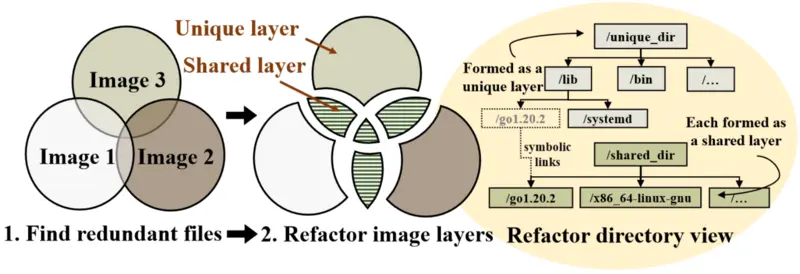 Image 3
Image 1
Image 2
1. Find redundant files
Unique layer
Shared layer
2. Refactor image layers
/unique_dir
Formed as a
unique layer
/lib
/bin
/...
/go1.20.2
/systemd
symbolic
links
Each formed as
a shared layer
/shared_dir
/go1.20.2
/x86_64-linux-gnu
/...
Refactor directory view